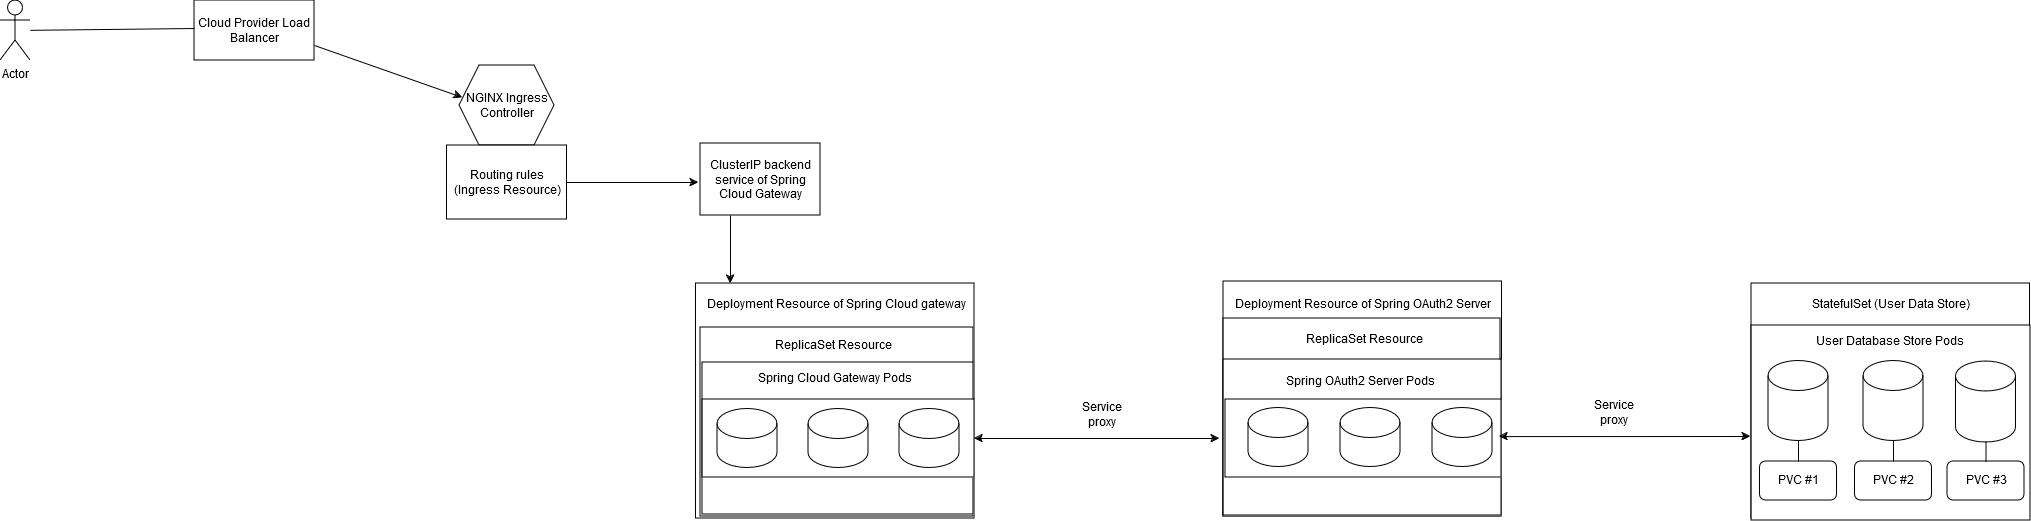 Actor
Cloud Provider Load
Balancer
NGINX Ingress
Controller
Routing rules
(Ingress Resource)
ClusterIP backend
service of Spring
Cloud Gateway
Deployment Resource of Spring Cloud gateway
ReplicaSet Resource
Spring Cloud Gateway Pods
Service
proxy
Deployment Resource of Spring OAuth2 Server
ReplicaSet Resource
Spring OAuth2 Server Pods
Service
proxy
StatefulSet (User Data Store)
User Database Store Pods
PVC #1
PVC #2
PVC #3